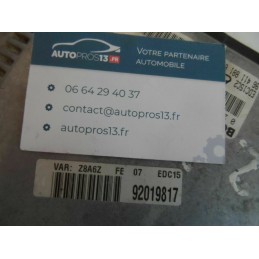 AUTOPROS13.FR
Votre partenaire
automobile
06 64 29 40 37
contact@autopros13.fr
autopros13.fr
VAR: Z8A6Z FE 07 EDC15
92019817